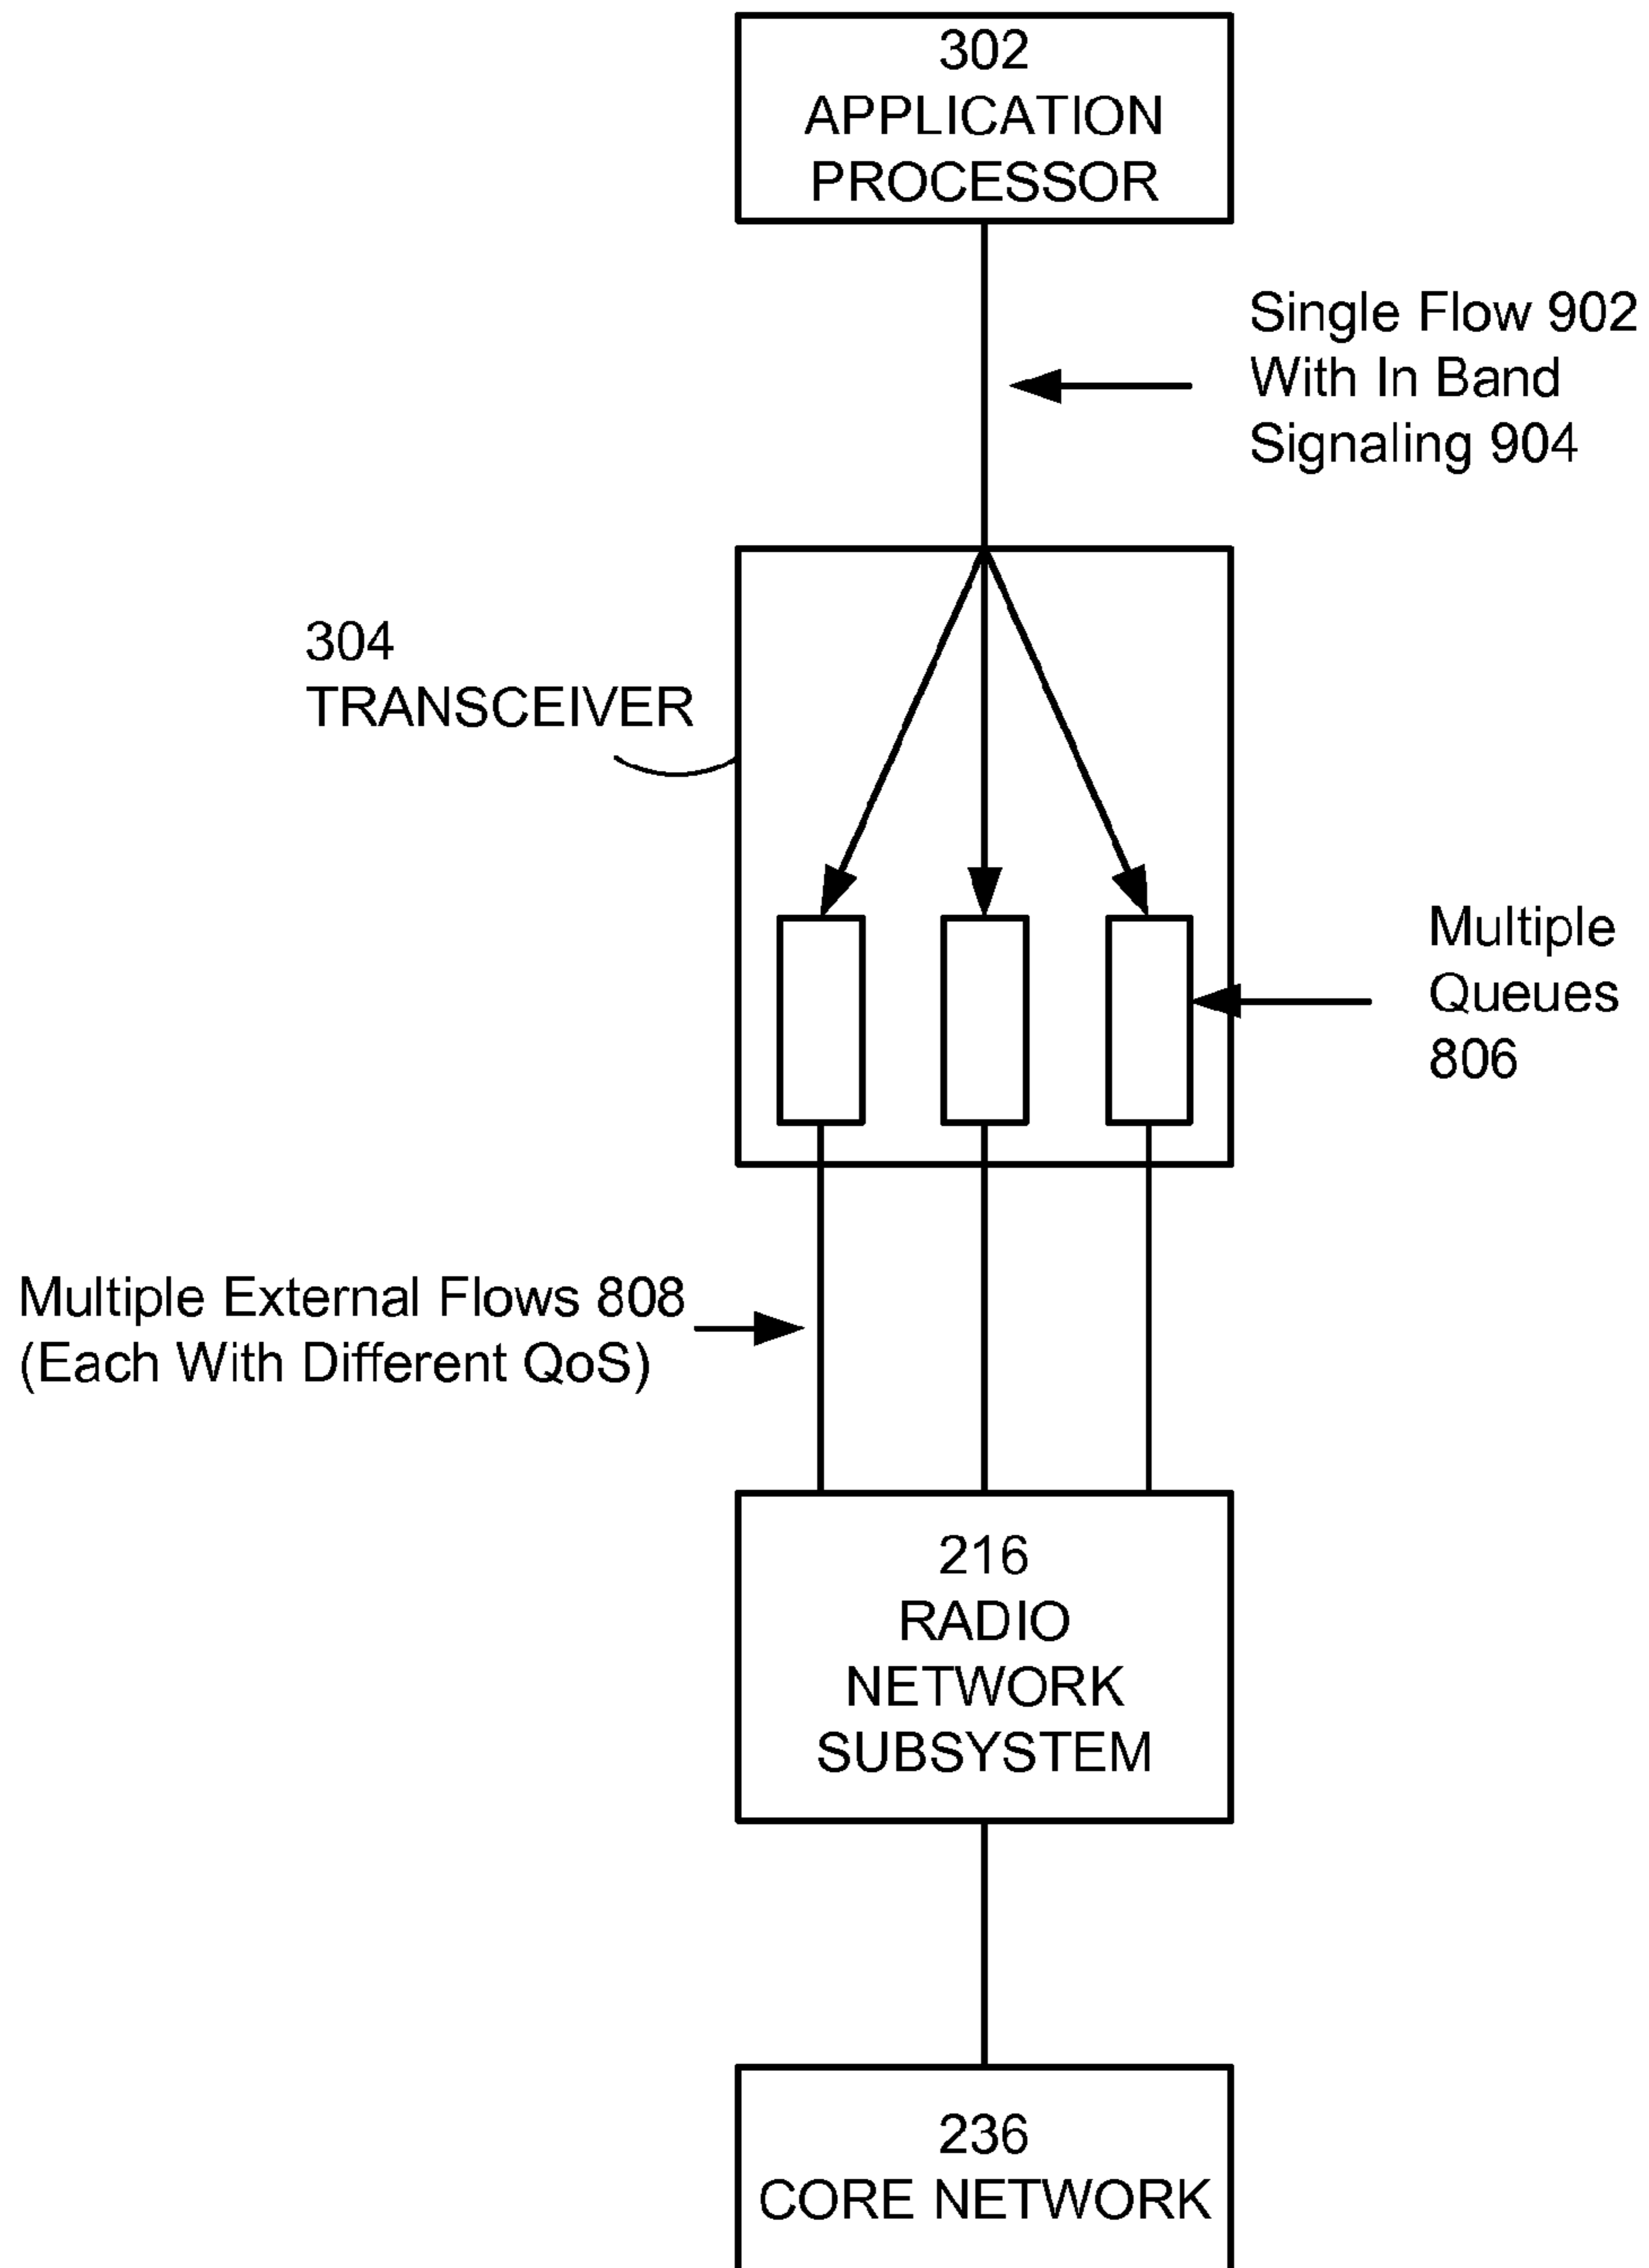 302
APPLICATION
PROCESSOR
Single Flow 902
With In Band
Signaling 904
304
TRANSCEIVER
Multiple
Queues
806
Multiple External Flows 808
(Each With Different QoS)
216
RADIO
NETWORK
SUBSYSTEM
236
CORE NETWORK